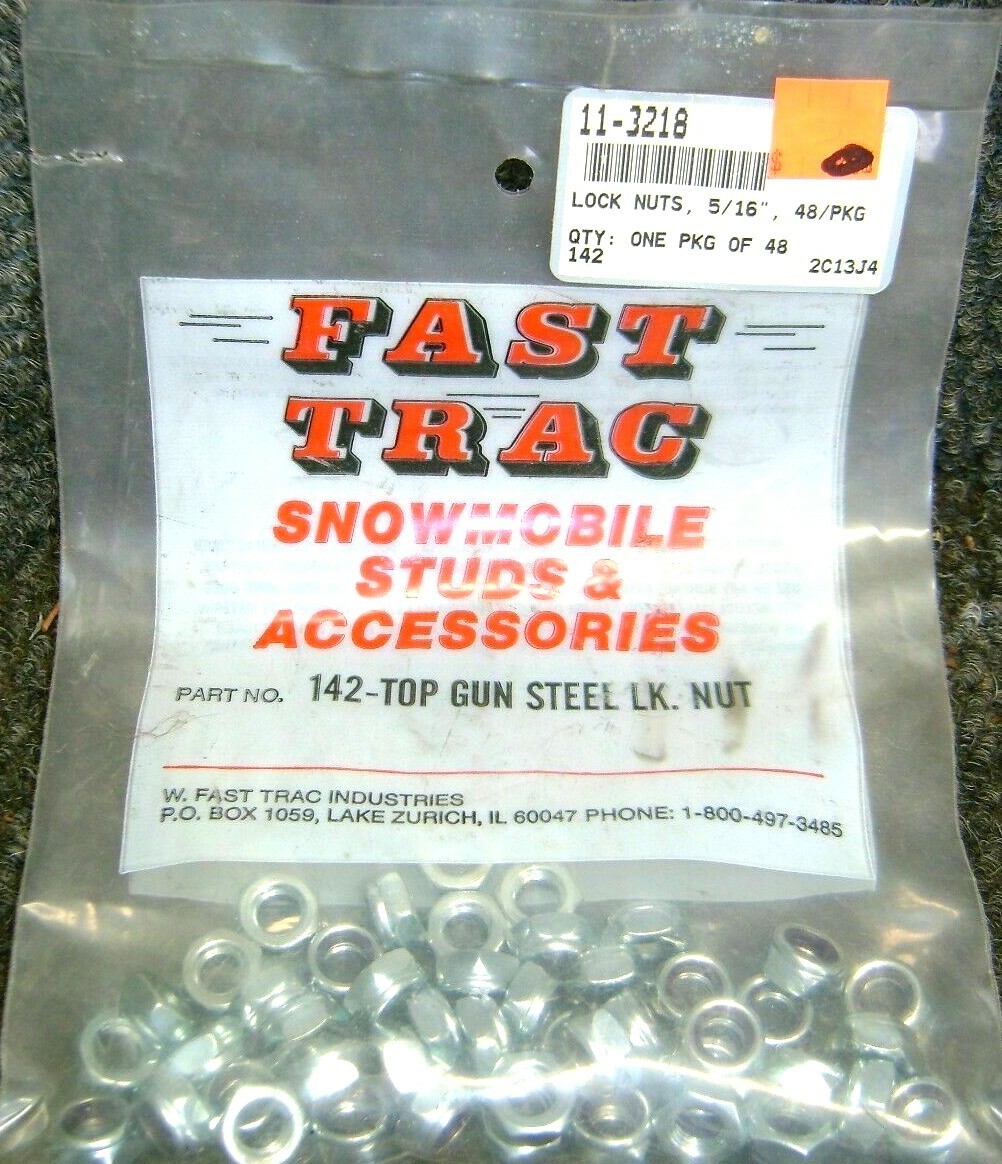 11-3218
LOCK NUTS, 5/16", 48/PKG
QTY: ONE PKG OF 48
142 2C13J4
FAST
TRAC
SNOWMOBILE
STUDS &
ACCESSORIES
PART NO. 142-TOP GUN STEEL LK. NUT
W. FAST TRAC INDUSTRIES
P.O. BOX 1059, LAKE ZURICH, IL 60047 PHONE: 1-800-497-3485